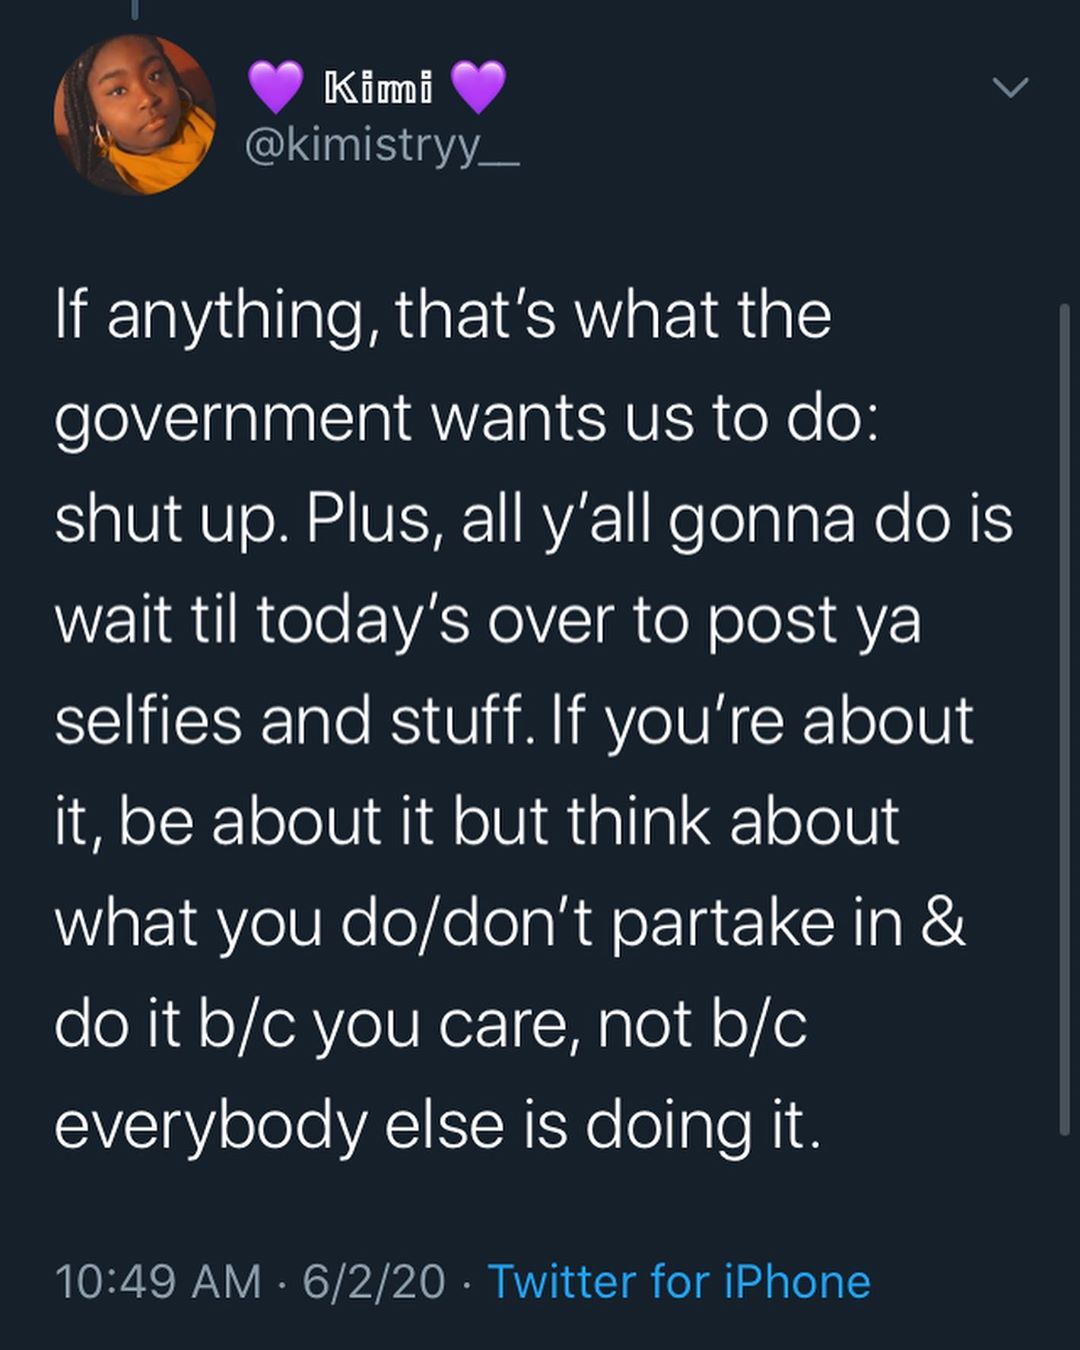 💜 𝕂𝕚𝕞𝕚 💜
@kimistryy__
If anything, that’s what the
government wants us to do:
shut up. Plus, all y’all gonna do is
wait til today’s over to post ya
selfies and stuff. If you’re about
it, be about it but think about
what you do/don’t partake in &
do it b/c you care, not b/c
everybody else is doing it.
10:49 AM · 6/2/20 · Twitter for iPhone